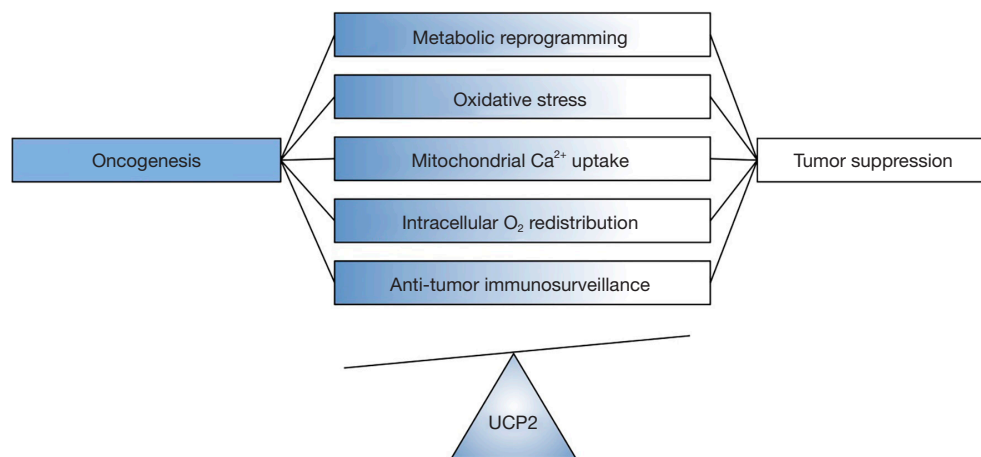 Metabolic reprogramming
Oxidative stress
Oncogenesis
Mitochondrial Ca²⁺ uptake
Tumor suppression
Intracellular O₂ redistribution
Anti-tumor immunosurveillance
UCP2